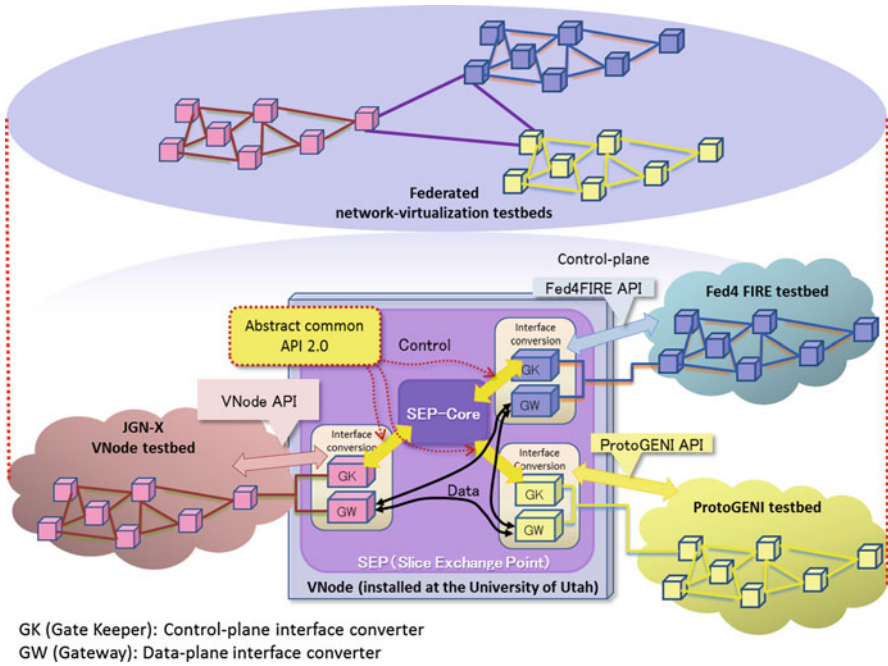 Federated
network-virtualization testbeds
Control-plane
Fed4FIRE API
Fed4 FIRE testbed
Abstract common
API 2.0
Control
Interface
conversion
GK
GW
SEP-Core
VNode API
JGN-X
VNode testbed
Interface
conversion
GK
GW
Data
Interface
Conversion
GK
GW
ProtoGENI API
ProtoGENI testbed
SEP(Slice Exchange Point)
VNode (installed at the University of Utah)
GK (Gate Keeper): Control-plane interface converter
GW (Gateway): Data-plane interface converter